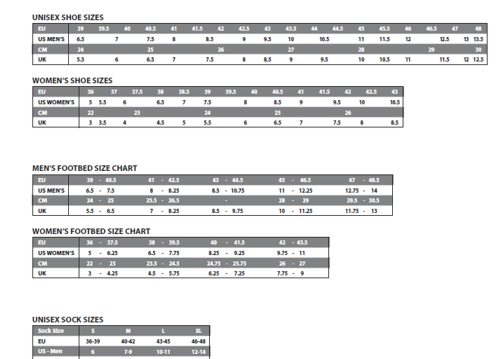 UNISEX SHOE SIZES
EU 39 39.5 40 40.5 41 41.5 42 42.5 43 43.5 44 44.5 45 45.5 46 46.5 47 48
US MEN'S 6.5 7 7.5 8 8.5 9 9.5 10 10.5 11 11.5 12 12.5 13 13.5
CM 24 25 26 27 28 29 30
UK 5.5 6 6.5 7 7.5 8 8.5 9 9.5 10 10.5 11 11.5 12 12.5
WOMEN'S SHOE SIZES
EU 36 37 37.5 38 38.5 39 39.5 40 40.5 41 41.5 42 42.5 43
US WOMEN'S 5 5.5 6 6.5 7 7.5 8 8.5 9 9.5 10 10.5
CM 22 23 24 25 26
UK 3 3.5 4 4.5 5 5.5 6 6.5 7 7.5 8 8.5
MEN'S FOOTBED SIZE CHART
EU 39 - 40.5 41 - 42.5 43 - 44.5 45 - 46.5 47 - 48.5
US MEN'S 6.5 - 7.5 8 - 8.25 8.5 - 10.75 11 - 12.25 12.75 - 14
CM 24 - 25 25.5 - 26.5 - 28 - 29 29.5 - 30.5
UK 5.5 - 6.5 7 - 8.25 8.5 - 9.75 10 - 11.25 11.75 - 13
WOMEN'S FOOTBED SIZE CHART
EU 36 - 37.5 38 - 39.5 40 - 41.5 42 - 43.5
US WOMEN'S 5 - 6.25 6.5 - 7.75 8.25 - 9.25 9.75 - 11
CM 22 - 23 23.5 - 24.5 24.75 - 25.75 26 - 27
UK 3 - 4.25 4.5 - 5.75 6.25 - 7.25 7.75 - 9
UNISEX SOCK SIZES
Sock Size S M L XL
EU 36-39 40-42 43-45 46-48
US - Men 6 7-9 10-11 12-14